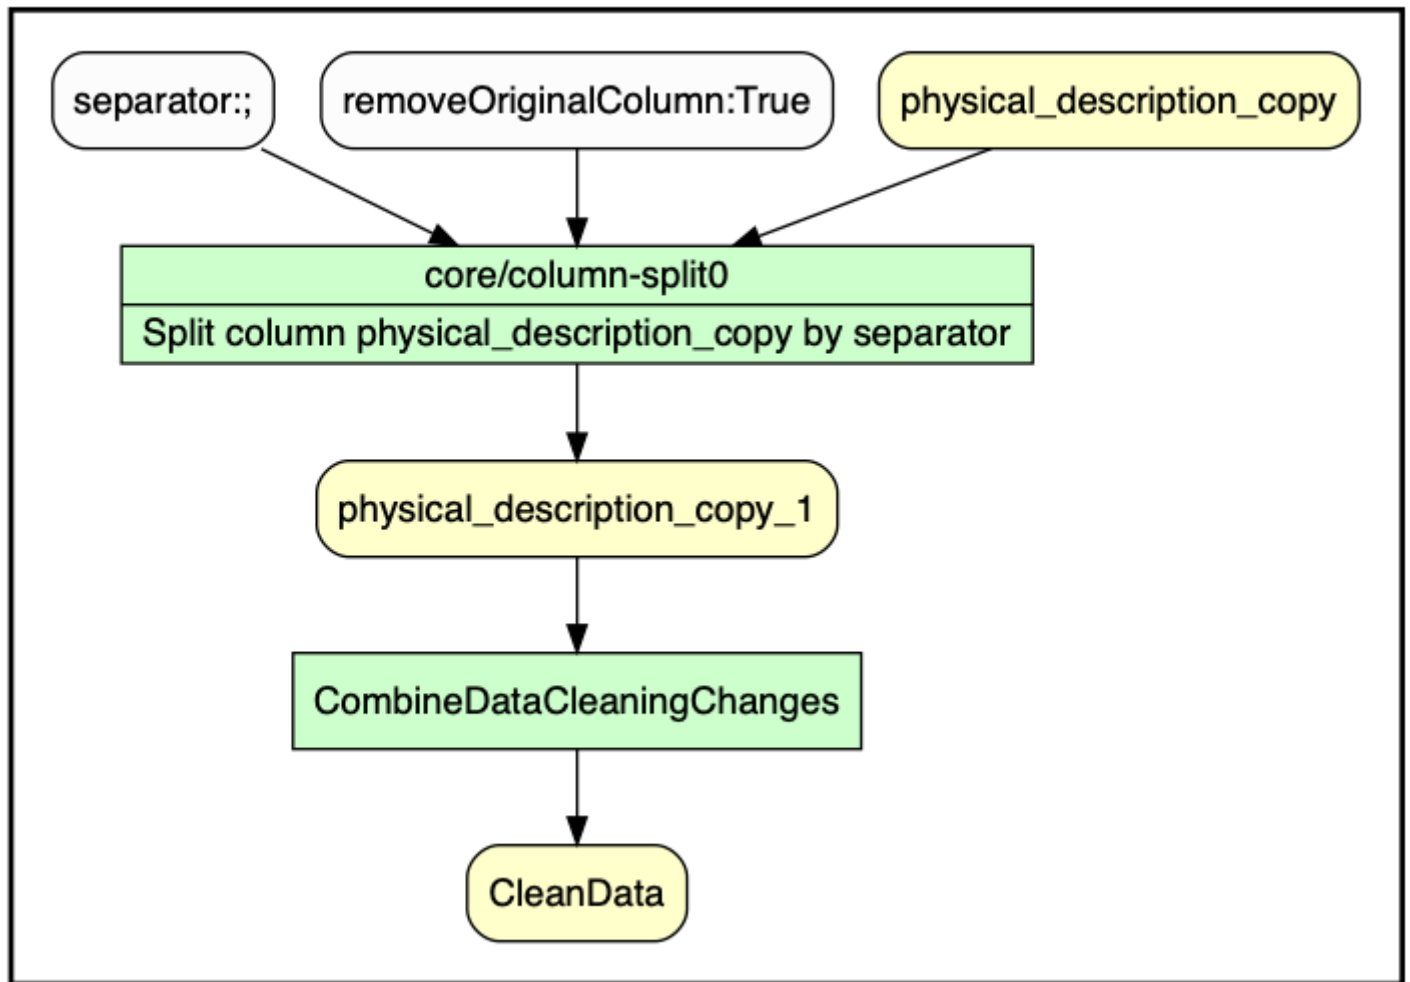 separator:;
removeOriginalColumn:True
physical_description_copy
core/column-split0
Split column physical_description_copy by separator
physical_description_copy_1
CombineDataCleaningChanges
CleanData